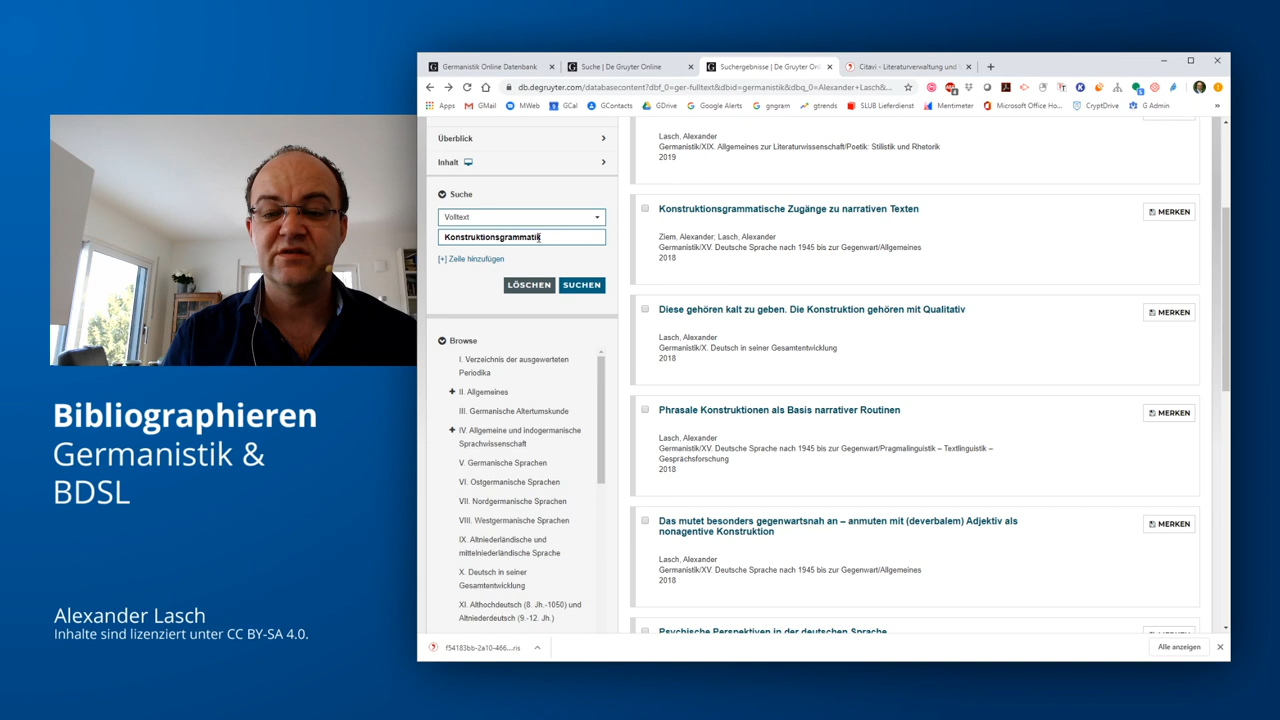 Germanistik Online Datenbank
Suche | De Gruyter Online
Suchergebnisse | De Gruyter Onl
Citavi - Literaturverwaltung und
db.degruyter.com/databasecontent?dbf_0=ger-fulltext&dbid=germanistik&dbq_0=Alexander+Lasch&...
Apps
GMail
MWeb
GCal
GContacts
GDrive
Google Alerts
gngram
gtrends
SLUB Lieferdienst
Mentimeter
Microsoft Office Ho...
CryptDrive
G Admin
Überblick
Inhalt
Suche
Volltext
Konstruktionsgrammatik
[+] Zeile hinzufügen
LÖSCHEN
SUCHEN
Browse
I. Verzeichnis der ausgewerteten
Periodika
II. Allgemeines
III. Germanische Altertumskunde
IV. Allgemeine und indogermanische
Sprachwissenschaft
V. Germanische Sprachen
VI. Ostgermanische Sprachen
VII. Nordgermanische Sprachen
VIII. Westgermanische Sprachen
IX. Altniederländische und
mittelniederländische Sprache
X. Deutsch in seiner
Gesamtentwicklung
XI. Althochdeutsch (8. Jh.-1050) und
Altniederdeutsch (9.-12. Jh.)
Lasch, Alexander
Germanistik/XIX. Allgemeines zur Literaturwissenschaft/Poetik: Stilistik und Rhetorik
2019
Konstruktionsgrammatische Zugänge zu narrativen Texten
MERKEN
Ziem, Alexander; Lasch, Alexander
Germanistik/XV. Deutsche Sprache nach 1945 bis zur Gegenwart/Allgemeines
2018
Diese gehören kalt zu geben. Die Konstruktion gehören mit Qualitativ
MERKEN
Lasch, Alexander
Germanistik/X. Deutsch in seiner Gesamtentwicklung
2018
Phrasale Konstruktionen als Basis narrativer Routinen
MERKEN
Lasch, Alexander
Germanistik/XV. Deutsche Sprache nach 1945 bis zur Gegenwart/Pragmalinguistik – Textlinguistik –
Gesprächsforschung
2018
Das mutet besonders gegenwartsnah an – anmuten mit (deverbalem) Adjektiv als
nonagentive Konstruktion
MERKEN
Lasch, Alexander
Germanistik/XV. Deutsche Sprache nach 1945 bis zur Gegenwart/Allgemeines
2018
Psychische Perspektiven in der deutschen Sprache
MERKEN
f54183bb-2a10-466....ris
Alle anzeigen
Bibliographieren
Germanistik &
BDSL
Alexander Lasch
Inhalte sind lizenziert unter CC BY-SA 4.0.